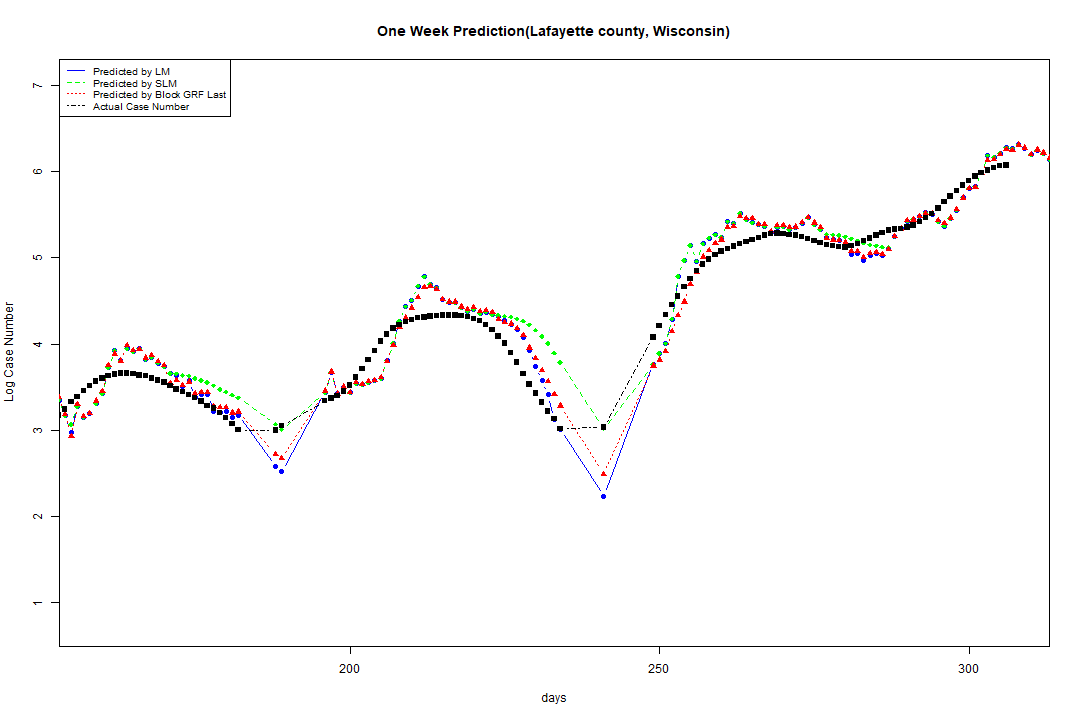 One Week Prediction(Lafayette county, Wisconsin)
Predicted by LM
Predicted by SLM
Predicted by Block GRF Last
Actual Case Number
7
6
5
4
3
2
1
Log Case Number
200 250 300
days